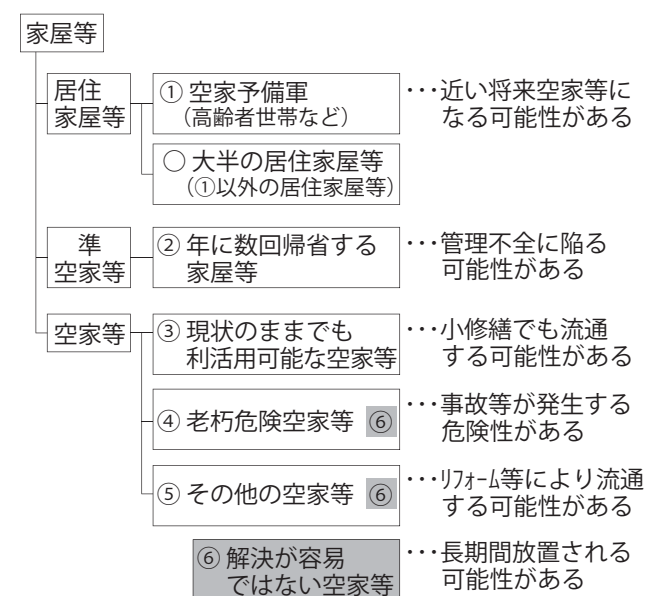 家屋等
居住
家屋等
① 空家予備軍
(高齢者世帯など)
･･･近い将来空家等に
なる可能性がある
○ 大半の居住家屋等
(①以外の居住家屋等)
準
空家等
② 年に数回帰省する
家屋等
･･･管理不全に陥る
可能性がある
空家等
③ 現状のままでも
利活用可能な空家等
･･･小修繕でも流通
する可能性がある
④ 老朽危険空家等 ⑥
･･･事故等が発生する
危険性がある
⑤ その他の空家等 ⑥
･･･ﾘﾌｫｰﾑ等により流通
する可能性がある
⑥ 解決が容易
ではない空家等
･･･長期間放置される
可能性がある